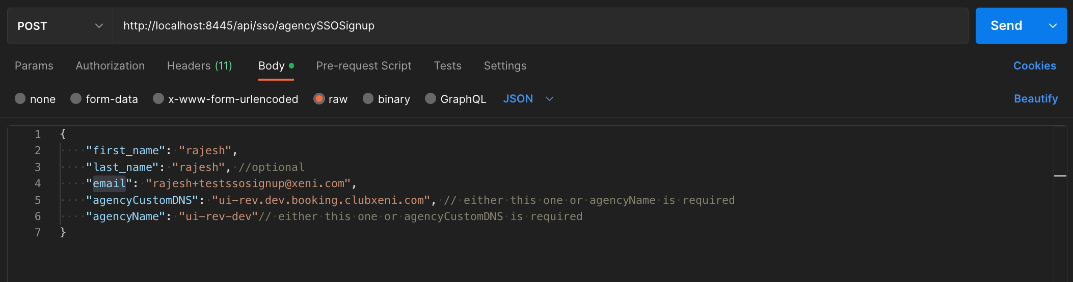 POST http://localhost:8445/api/sso/agencySSOSignup Send
Params Authorization Headers (11) Body Pre-request Script Tests Settings Cookies
none form-data x-www-form-urlencoded raw binary GraphQL JSON Beautify
1 {
2 "first_name": "rajesh",
3 "last_name": "rajesh", //optional
4 "email": "rajesh+testssosignup@xeni.com",
5 "agencyCustomDNS": "ui-rev.dev.booking.clubxeni.com", // either this one or agencyName is required
6 "agencyName": "ui-rev-dev"// either this one or agencyCustomDNS is required
7 }